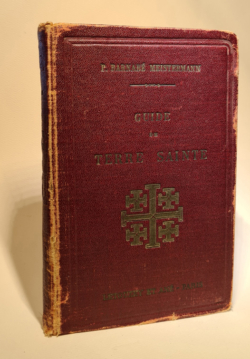 P. BARNABÉ MEISTERMANN
GUIDE
de
TERRE SAINTE